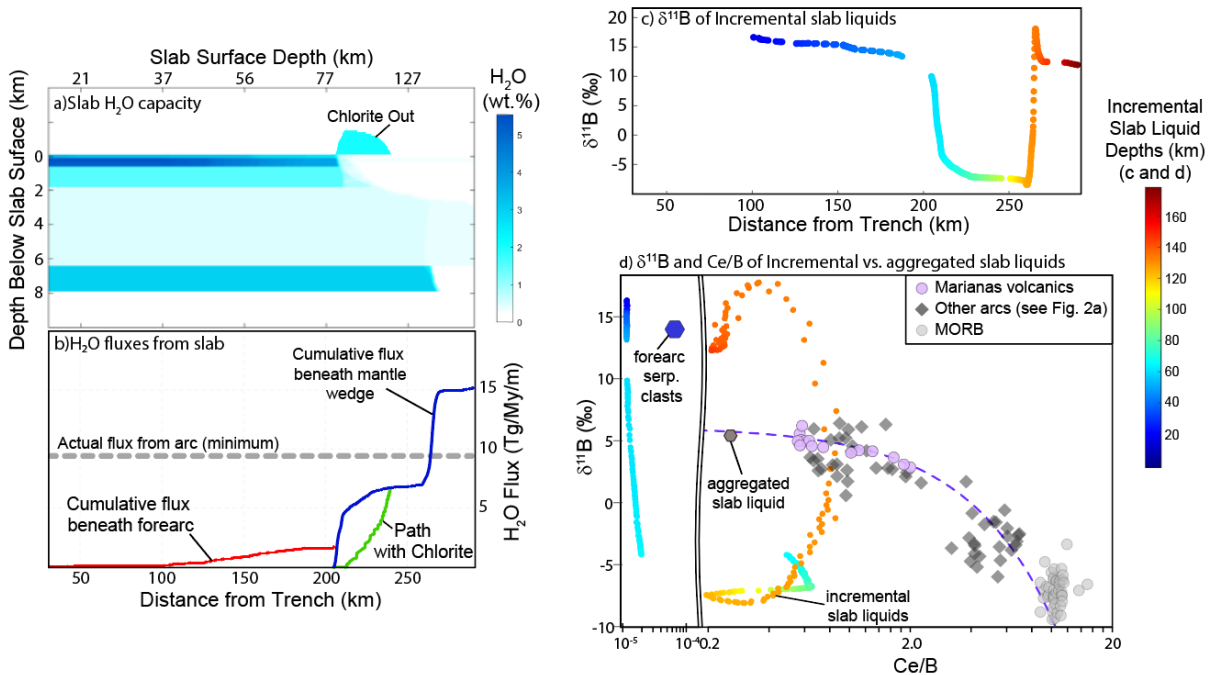 Slab Surface Depth (km)
21 37 56 77 127
H₂O
(wt.%)
a)Slab H₂O capacity
Chlorite Out
Depth Below Slab Surface (km)
0
2
4
6
8
5
4
3
2
1
0
b)H₂O fluxes from slab
Cumulative flux
beneath mantle
wedge
Actual flux from arc (minimum)
Cumulative flux
beneath forearc
Path
with Chlorite
15
10
5
H₂O Flux (Tg/My/m)
50 100 150 200 250
Distance from Trench (km)
c) δ¹¹B of Incremental slab liquids
δ¹¹B (‰)
20
15
10
5
0
-5
50 100 150 200 250
Distance from Trench (km)
Incremental
Slab Liquid
Depths (km)
(c and d)
160
140
120
100
80
60
40
20
d) δ¹¹B and Ce/B of Incremental vs. aggregated slab liquids
Marianas volcanics
Other arcs (see Fig. 2a)
MORB
forearc
serp.
clasts
aggregated
slab liquid
incremental
slab liquids
δ¹¹B (‰)
15
10
5
0
-5
-10
10⁻⁵ 10⁻⁴ 0.2 2.0 20
Ce/B